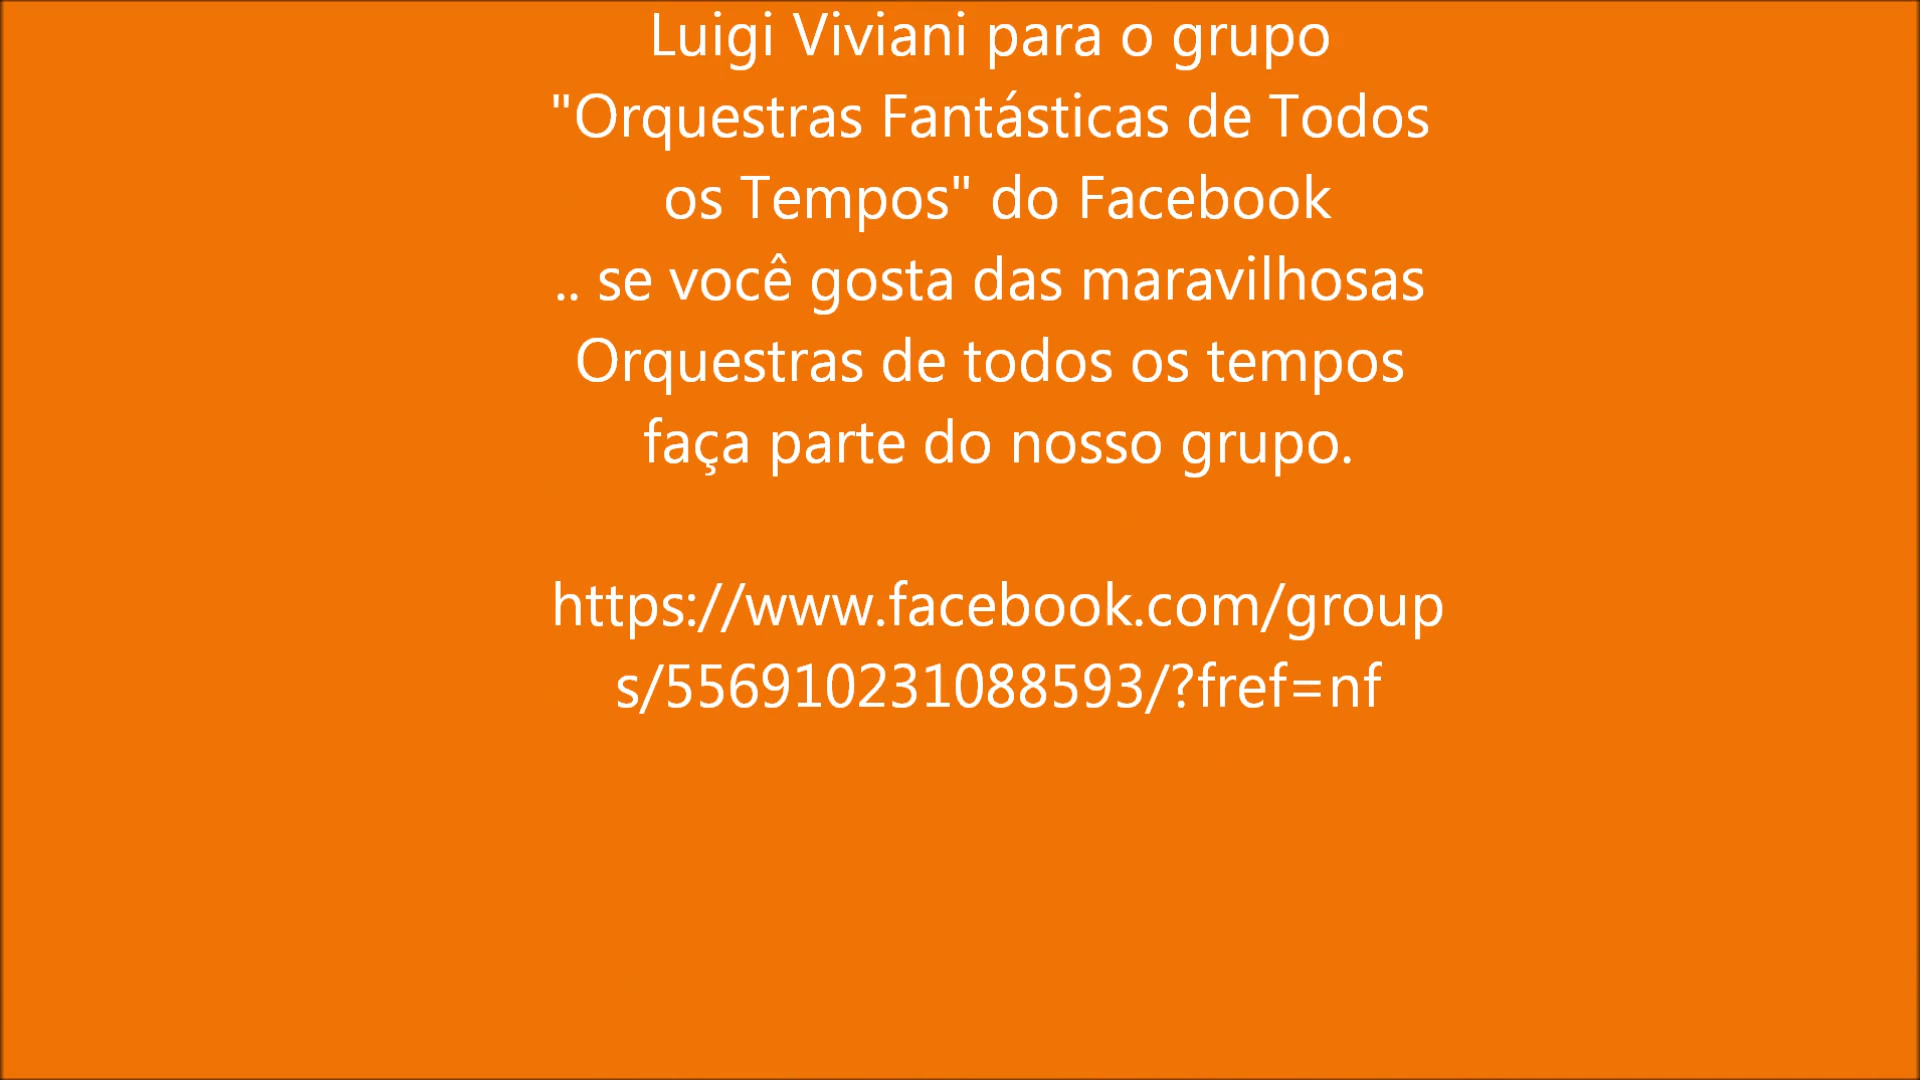 Luigi Viviani para o grupo
"Orquestras Fantásticas de Todos
os Tempos" do Facebook
.. se você gosta das maravilhosas
Orquestras de todos os tempos
faça parte do nosso grupo.
https://www.facebook.com/group
s/556910231088593/?fref=nf